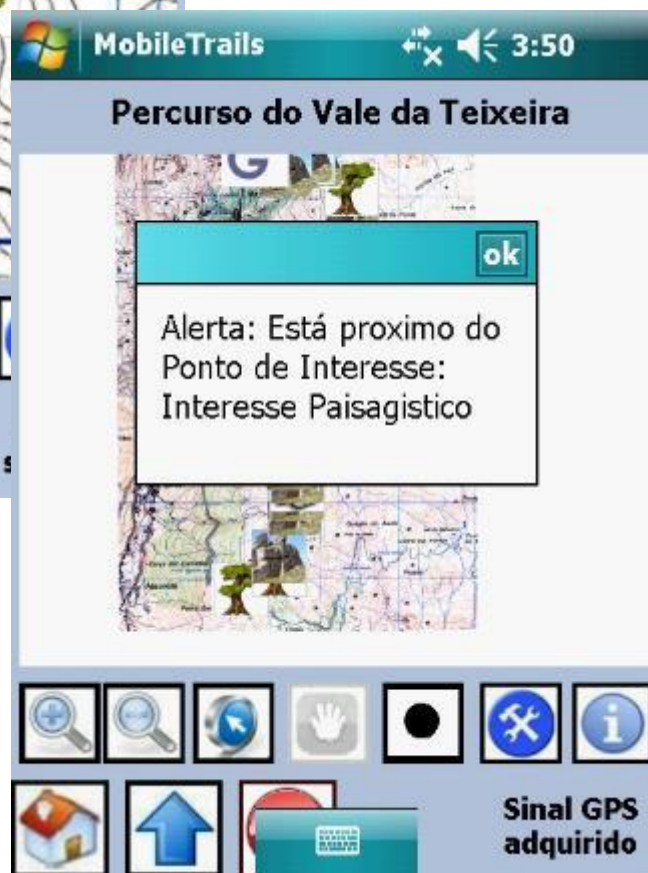 MobileTrails
3:50
Percurso do Vale da Teixeira
G
ok
Alerta: Está proximo do
Ponto de Interesse:
Interesse Paisagistico
Sinal GPS
adquirido